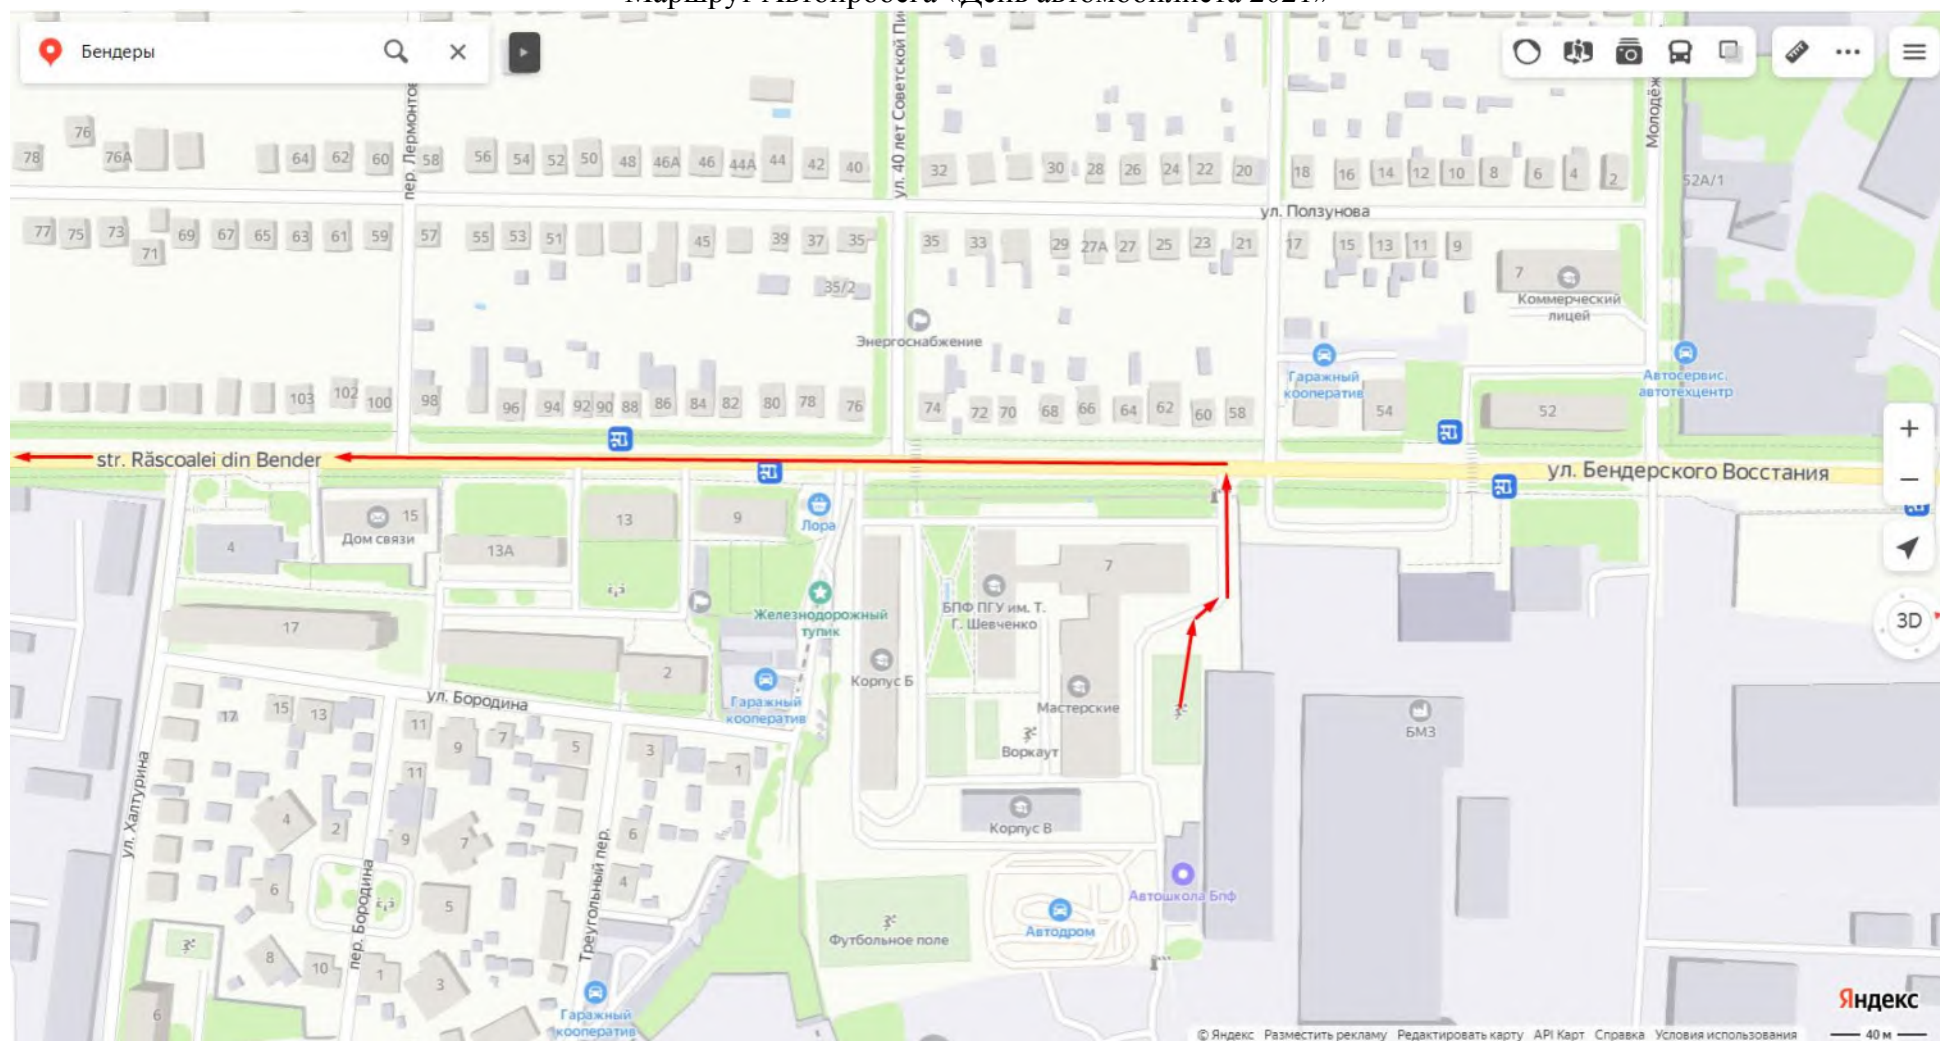 Маршрут Автопробега «День автомобилиста 2021»
Бендеры
пер. Лермонтов
ул. 40 лет Советской Пи
Молодёж
76
78 76А 64 62 60 58 56 54 52 50 48 46А 46 44А 44 42 40 32 30 28 26 24 22 20 18 16 14 12 10 8 6 4 2 52А/1
ул. Ползунова
77 75 73 71 69 67 65 63 61 59 57 55 53 51 45 39 37 35 35 33 29 27А 27 25 23 21 17 15 13 11 9 7
35/2
Коммерческий
лицей
Энергоснабжение
Гаражный
кооператив
Автосервис,
автотехцентр
103 102 100 98 96 94 92 90 88 86 84 82 80 78 76 74 72 70 68 66 64 62 60 58 54 52
str. Răscoalei din Bender
ул. Бендерского Восстания
4
15
Дом связи
13А
13
9
Лора
7
БПФ ПГУ им. Т.
Г. Шевченко
Железнодорожный
тупик
17
2
Корпус Б
Гаражный
кооператив
Мастерские
Воркаут
БМЗ
3D
ул. Бородина
17 15 13 11 9 7 5 3 1
11
ул. Халтурина
4 2 9 7 6
Корпус В
6 5 4
пер. Бородина
Треугольный пер.
Автошкола Бпф
Футбольное поле
Автодром
8 10 1 3
6
Гаражный
кооператив
Яндекс
© Яндекс Разместить рекламу Редактировать карту API Карт Справка Условия использования 40 м